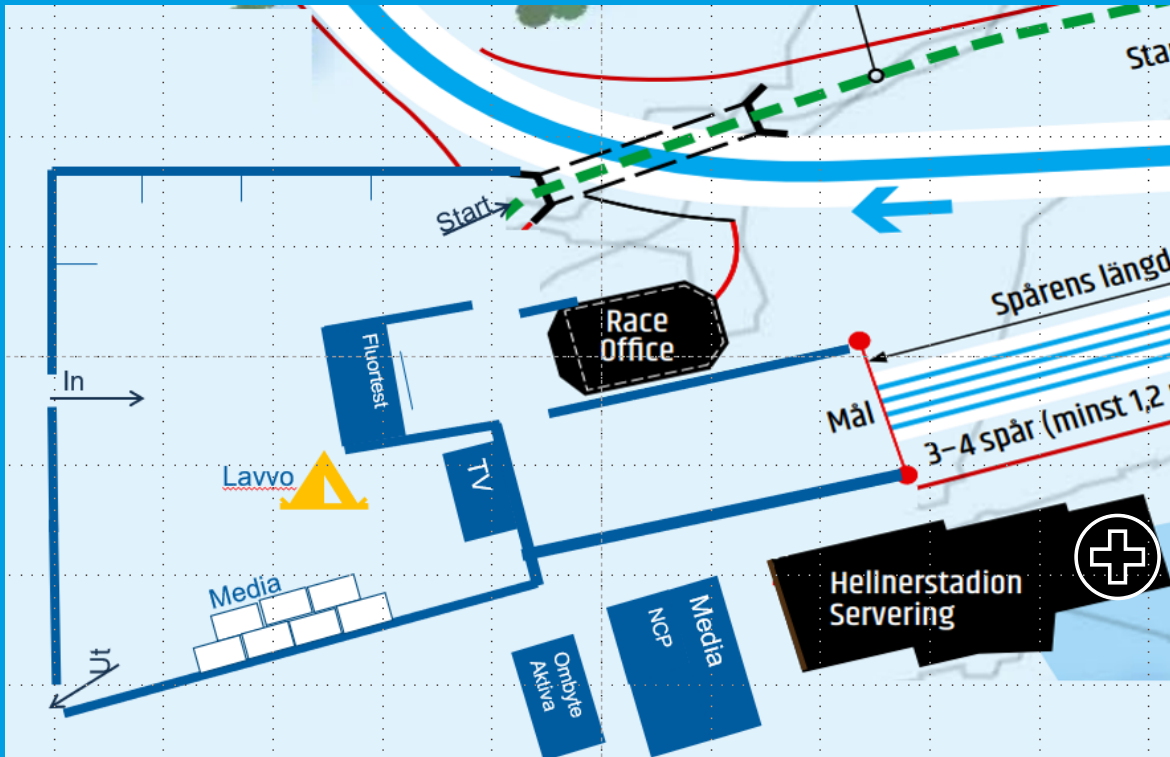 Sta
Start
Spårens längd
Race
Office
Fluortest
In
Mål
3–4 spår (minst 1,2
Lavvo
TV
Media
Hellnerstadion
Servering
Media
NCP
Ombyte
Aktiva
Ut